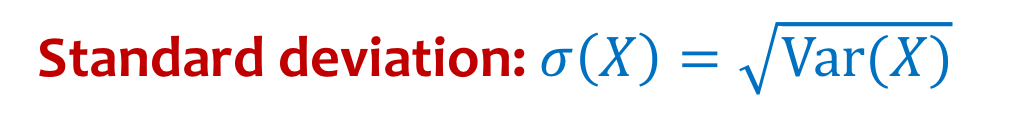 Standard deviation: σ(X) = √Var(X)